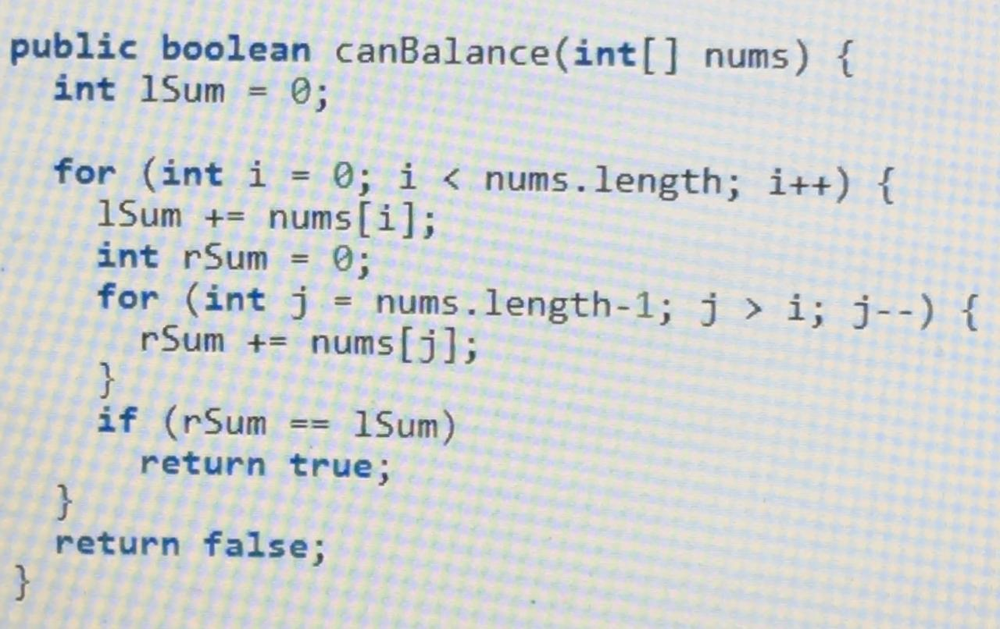 public boolean canBalance(int[] nums) {
  int lSum = 0;

  for (int i = 0; i < nums.length; i++) {
    lSum += nums[i];
    int rSum = 0;
    for (int j = nums.length-1; j > i; j--) {
      rSum += nums[j];
    }
    if (rSum == lSum)
      return true;
  }
  return false;
}